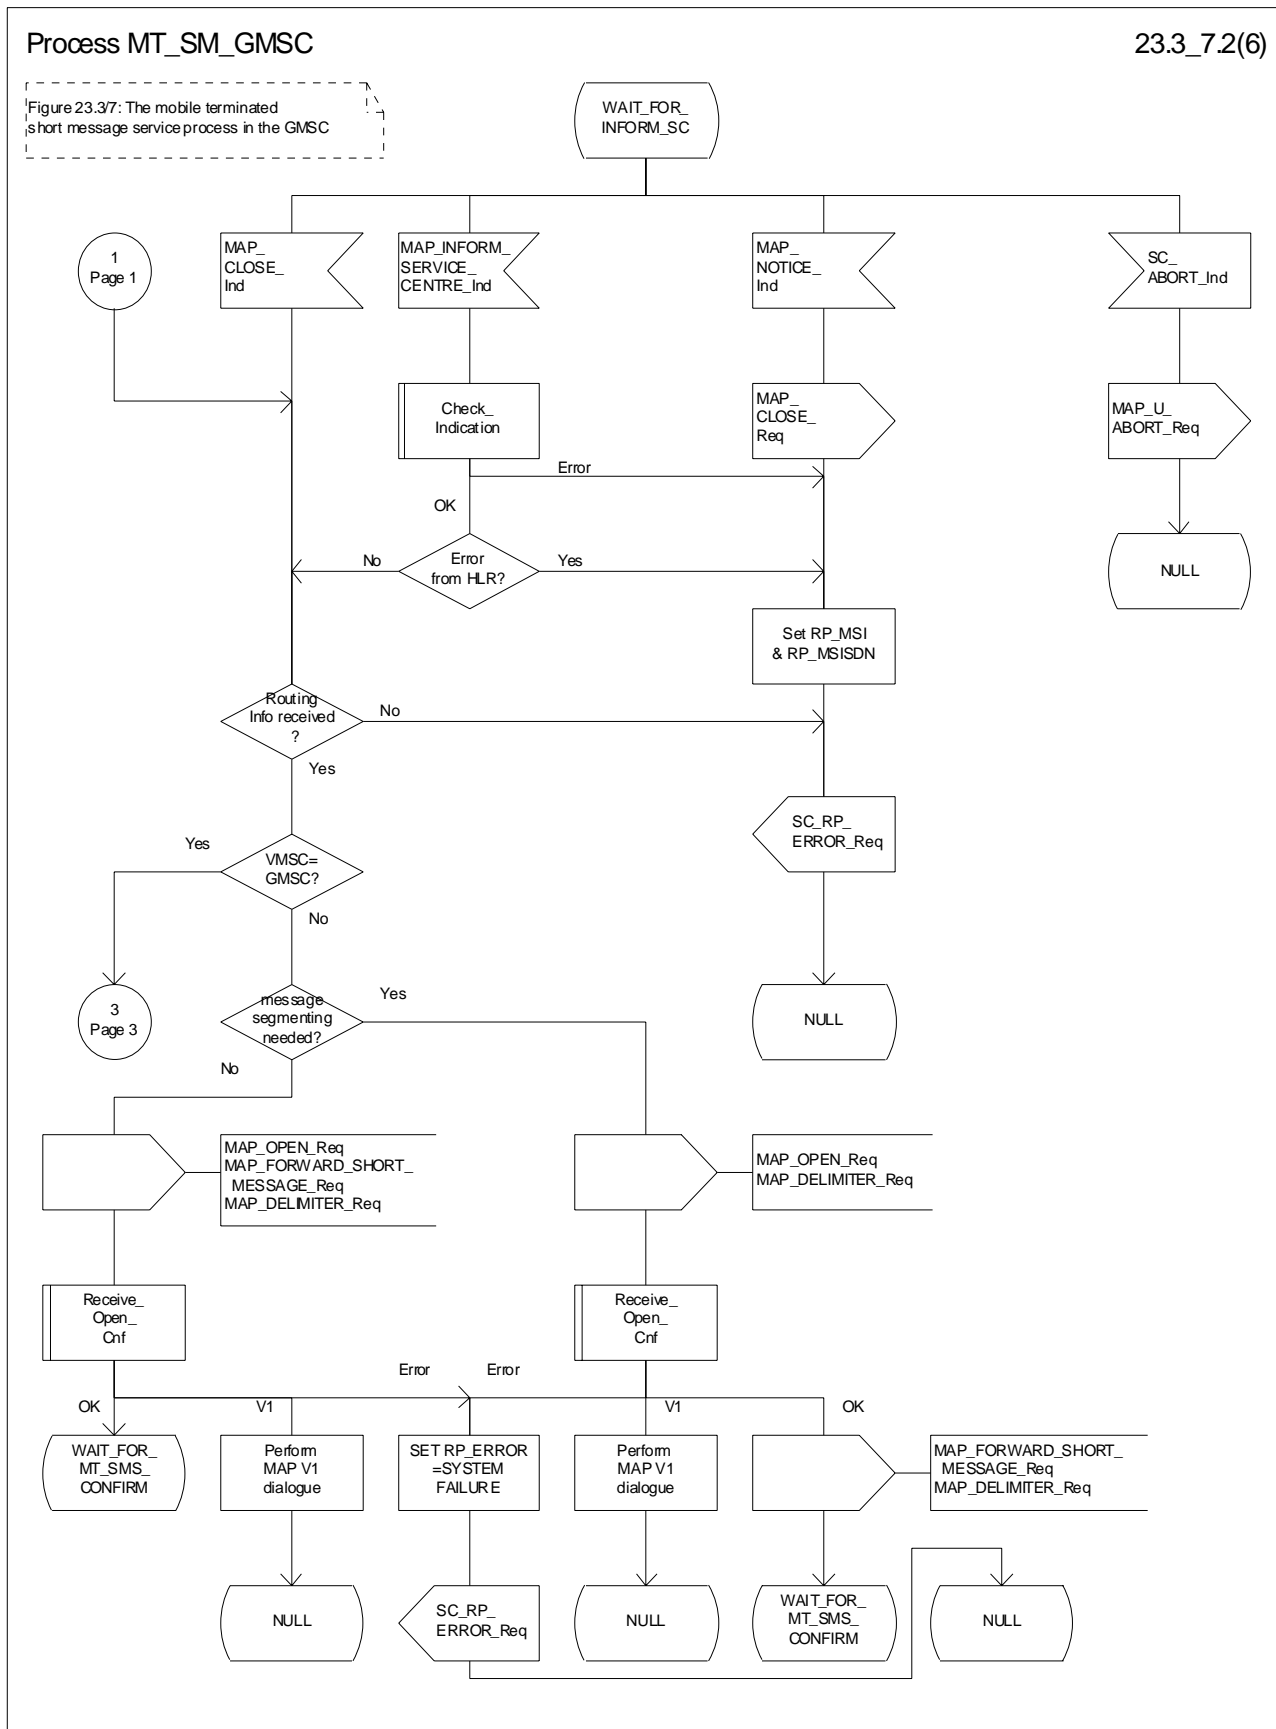 Process MT_SM_GMSC
23.3_7.2(6)
Figure 23.3/7: The mobile terminated
short message service process in the GMSC
WAIT_FOR_
INFORM_SC
1
Page 1
MAP_
CLOSE_
Ind
MAP_INFORM_
SERVICE_
CENTRE_Ind
MAP_
NOTICE_
Ind
SC_
ABORT_Ind
Check_
Indication
MAP_
CLOSE_
Req
MAP_U_
ABORT_Req
Error
OK
No
Error
from HLR?
Yes
NULL
Set RP_MSI
& RP_MSISDN
Routing
Info received
?
No
Yes
SC_RP_
ERROR_Req
Yes
VMSC=
GMSC?
No
3
Page 3
message
segmenting
needed?
Yes
NULL
No
MAP_OPEN_Req
MAP_FORWARD_SHORT_
MESSAGE_Req
MAP_DELIMITER_Req
MAP_OPEN_Req
MAP_DELIMITER_Req
Receive_
Open_
Cnf
Receive_
Open_
Cnf
Error
Error
OK
V1
V1
OK
WAIT_FOR_
MT_SMS_
CONFIRM
Perform
MAP V1
dialogue
SET RP_ERROR
=SYSTEM
FAILURE
Perform
MAP V1
dialogue
MAP_FORWARD_SHORT_
MESSAGE_Req
MAP_DELIMITER_Req
NULL
SC_RP_
ERROR_Req
NULL
WAIT_FOR_
MT_SMS_
CONFIRM
NULL